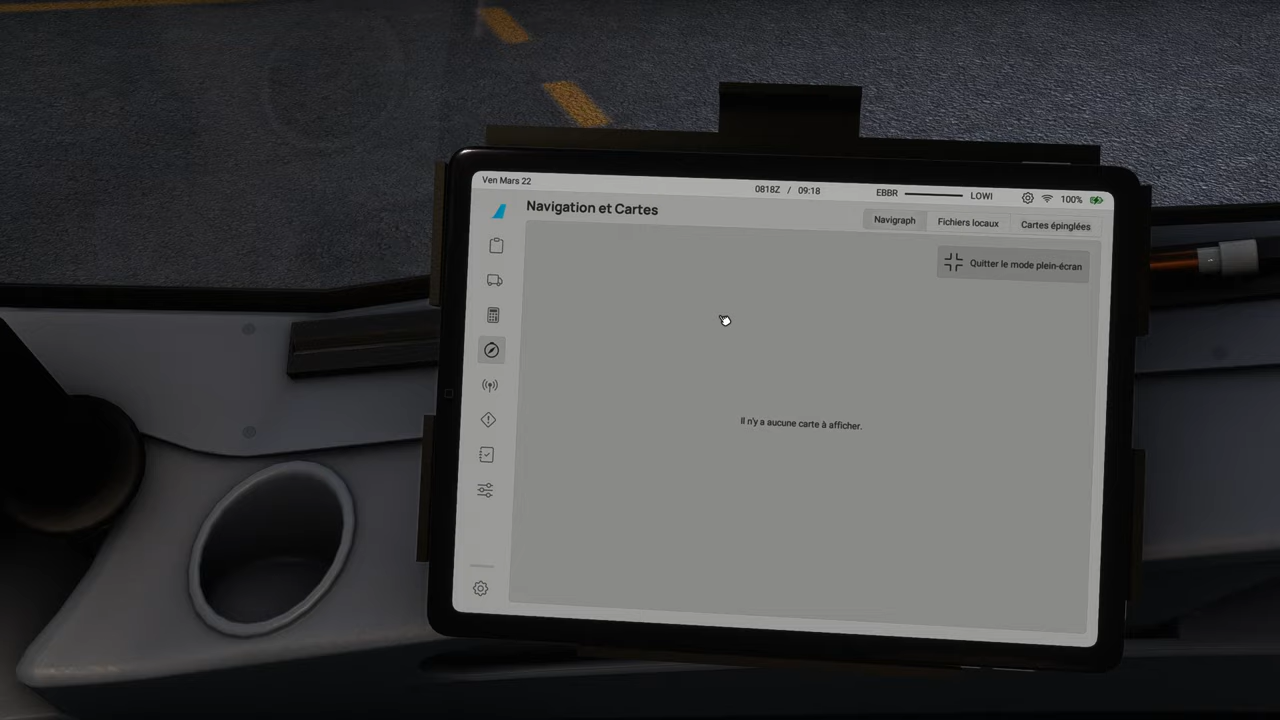 Ven Mars 22
0818Z / 09:18
EBBR
LOWI
100%
Navigation et Cartes
Navigraph
Fichiers locaux
Cartes épinglées
Quitter le mode plein-écran
Il n'y a aucune carte à afficher.